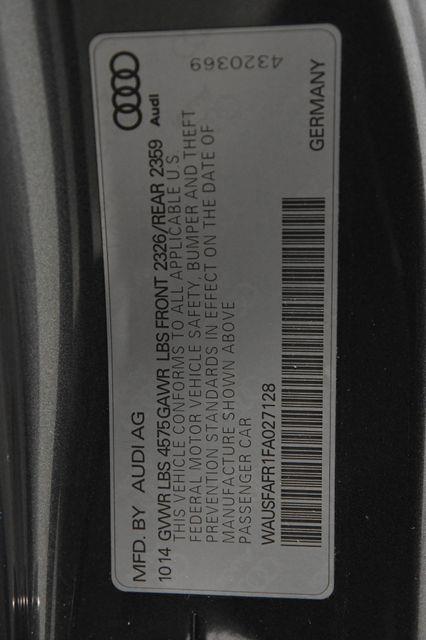 MFD. BY AUDI AG
Audi
10 14 GVWR LBS 4575 GAWR LBS FRONT 2326/REAR 2359
THIS VEHICLE CONFORMS TO ALL APPLICABLE U.S.
FEDERAL MOTOR VEHICLE SAFETY, BUMPER AND THEFT
PREVENTION STANDARDS IN EFFECT ON THE DATE OF
MANUFACTURE SHOWN ABOVE
PASSENGER CAR
4320369
WAUSFAFR1FA027128
GERMANY